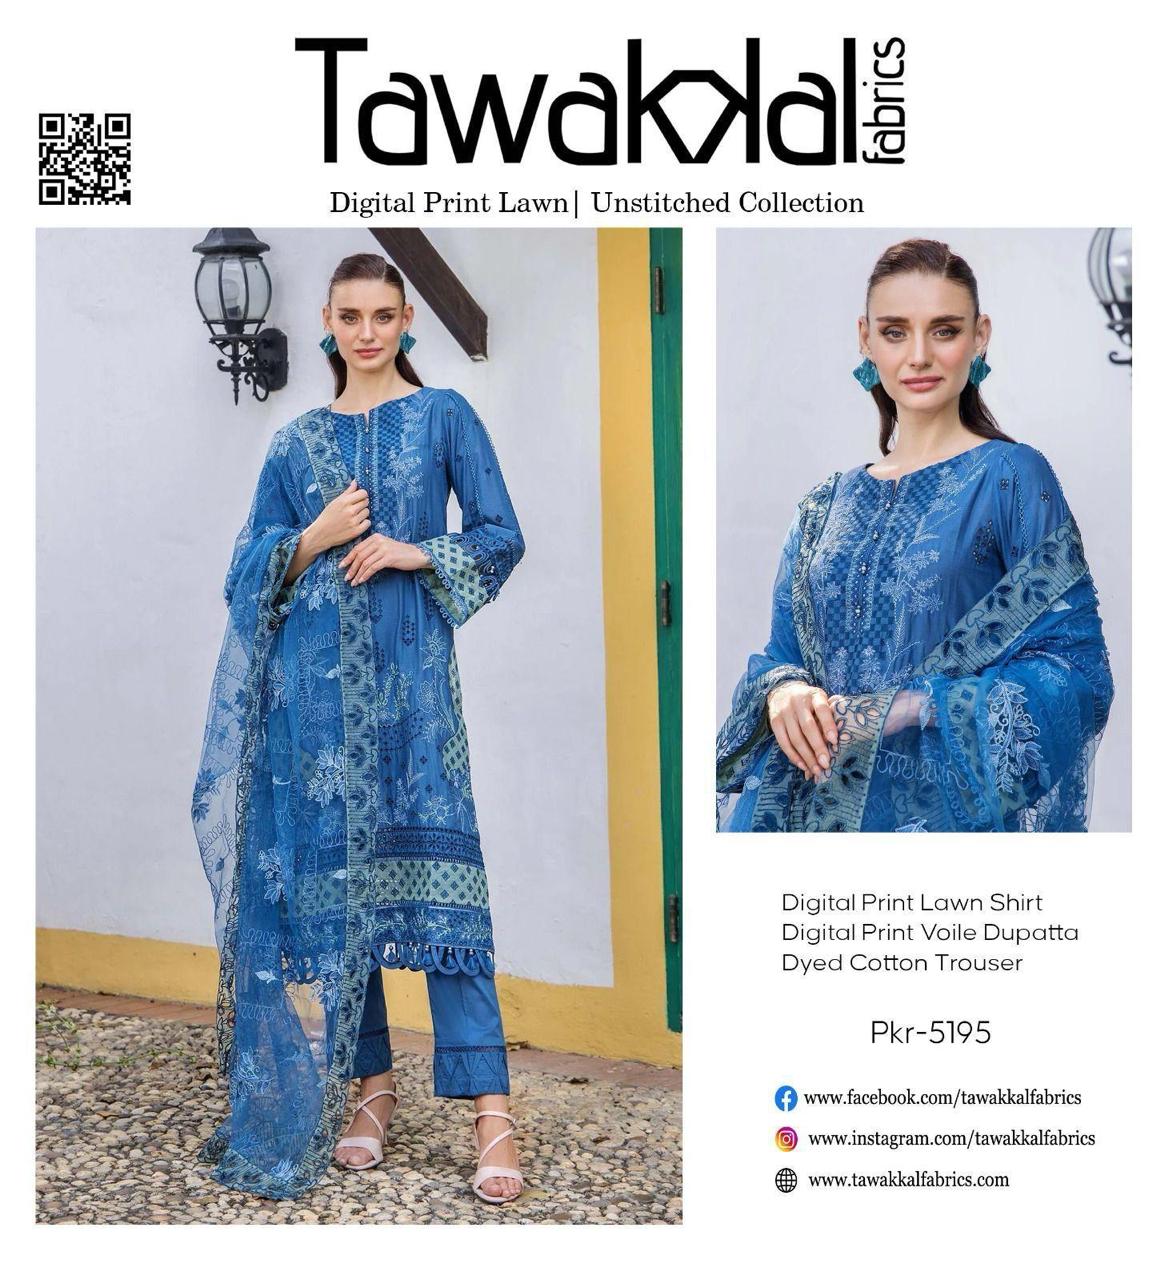 Tawakkal fabrics
Digital Print Lawn| Unstitched Collection
Digital Print Lawn Shirt
Digital Print Voile Dupatta
Dyed Cotton Trouser
Pkr-5195
www.facebook.com/tawakkalfabrics
www.instagram.com/tawakkalfabrics
www.tawakkalfabrics.com